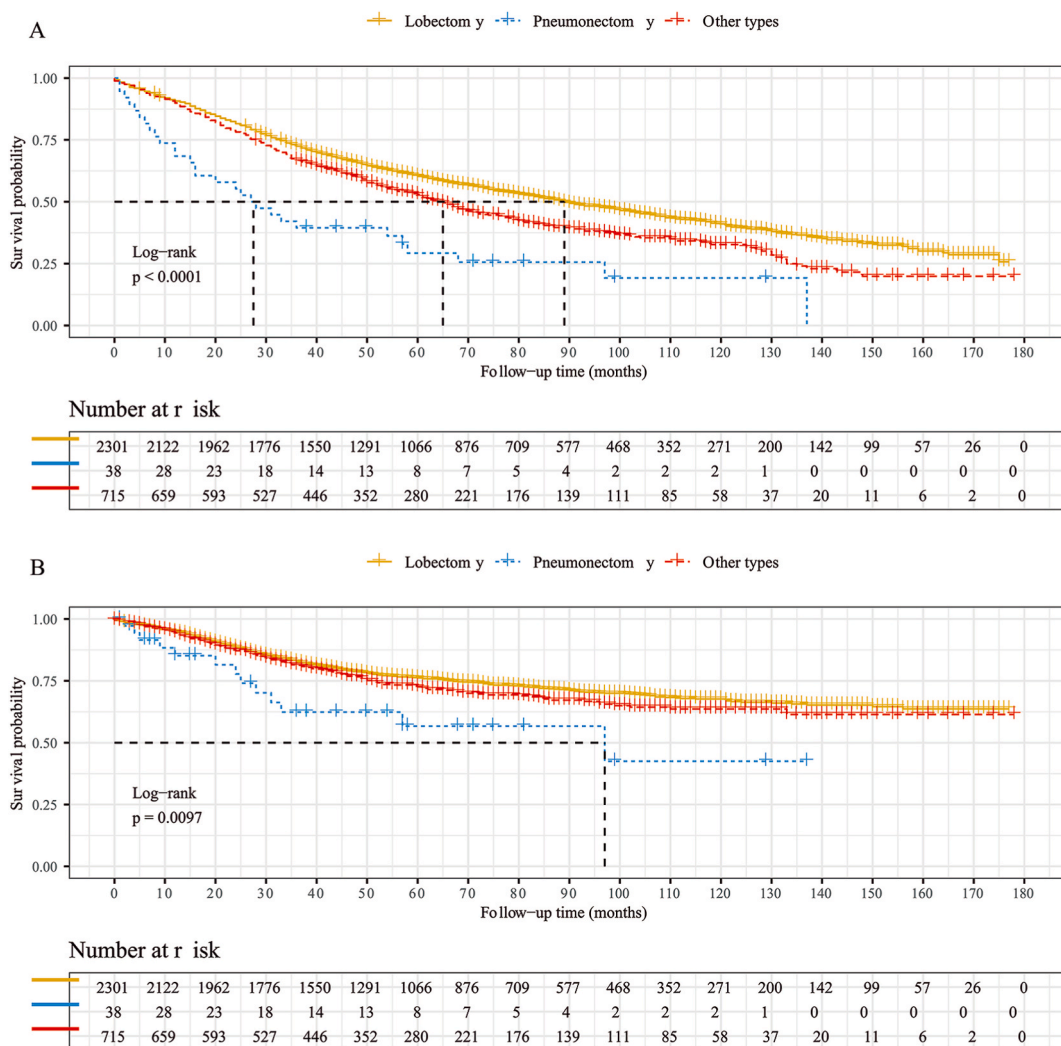 A
Lobectom y Pneumonectom y Other types
1.00
0.75
0.50
0.25
0.00
Sur vival probability
Log-rank
p < 0.0001
0 10 20 30 40 50 60 70 80 90 100 110 120 130 140 150 160 170 180
Follow-up time (months)
Number at r isk
2301 2122 1962 1776 1550 1291 1066 876 709 577 468 352 271 200 142 99 57 26 0
38 28 23 18 14 13 8 7 5 4 2 2 2 1 0 0 0 0 0
715 659 593 527 446 352 280 221 176 139 111 85 58 37 20 11 6 2 0
B
Lobectom y Pneumonectom y Other types
1.00
0.75
0.50
0.25
0.00
Sur vival probability
Log-rank
p = 0.0097
0 10 20 30 40 50 60 70 80 90 100 110 120 130 140 150 160 170 180
Follow-up time (months)
Number at r isk
2301 2122 1962 1776 1550 1291 1066 876 709 577 468 352 271 200 142 99 57 26 0
38 28 23 18 14 13 8 7 5 4 2 2 2 1 0 0 0 0 0
715 659 593 527 446 352 280 221 176 139 111 85 58 37 20 11 6 2 0